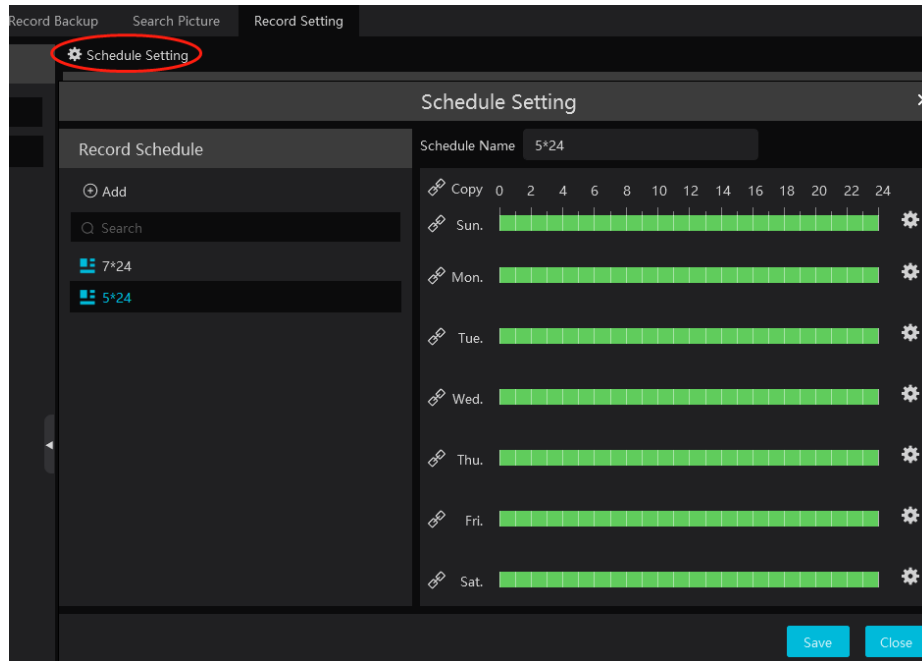 Record Backup Search Picture Record Setting
Schedule Setting
Schedule Setting
Record Schedule
Schedule Name 5*24
Add
Copy 0 2 4 6 8 10 12 14 16 18 20 22 24
Search
Sun.
7*24
Mon.
5*24
Tue.
Wed.
Thu.
Fri.
Sat.
Save Close